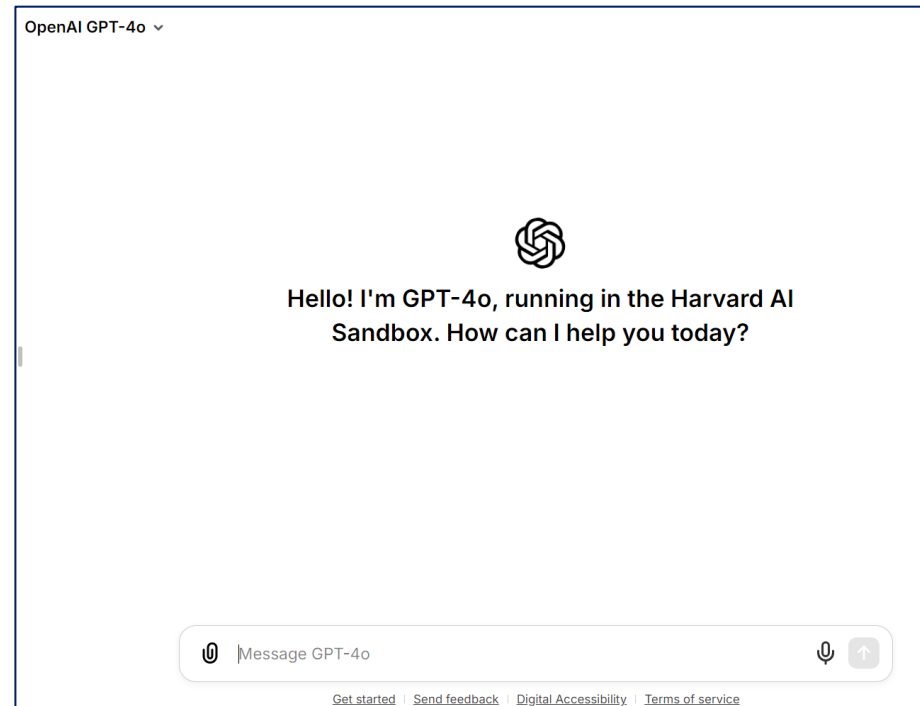 OpenAI GPT-4o
Hello! I'm GPT-4o, running in the Harvard AI
Sandbox. How can I help you today?
Message GPT-4o
Get started | Send feedback | Digital Accessibility | Terms of service